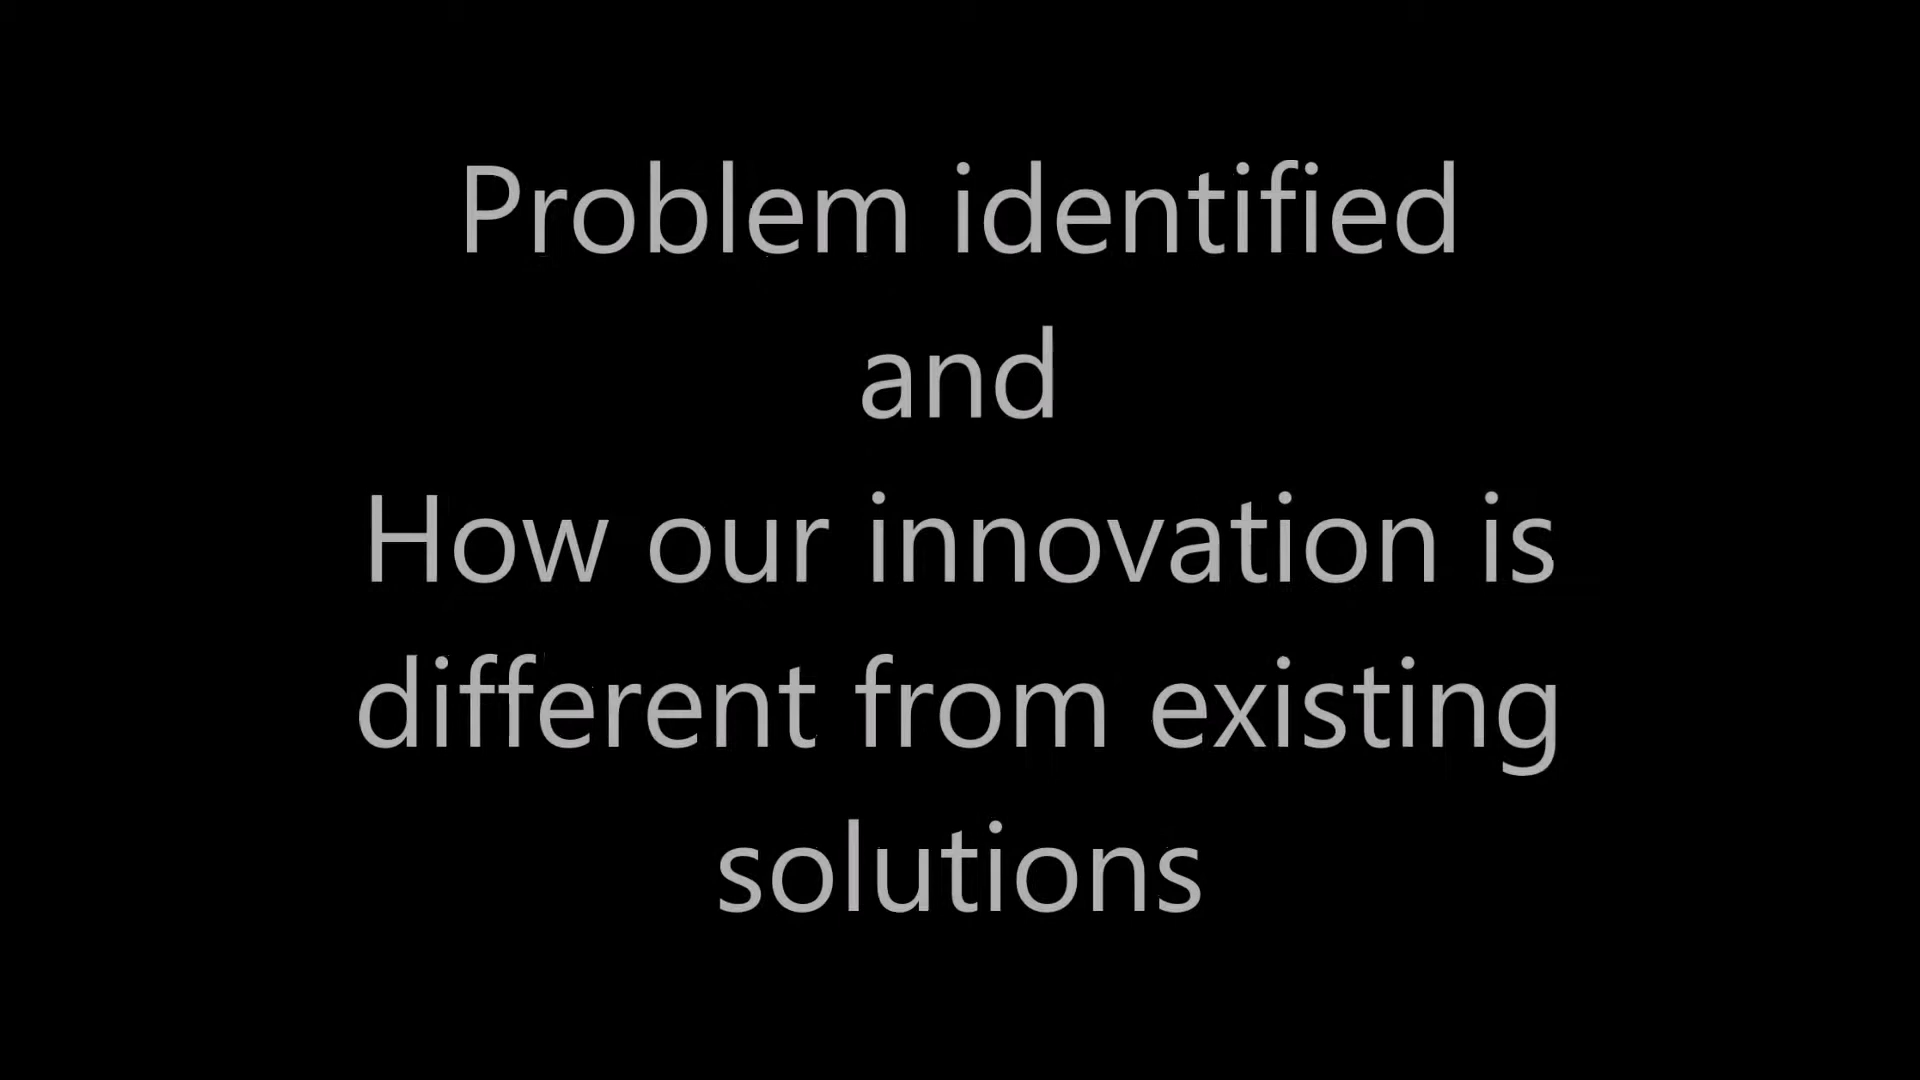 Problem identified
and
How our innovation is
different from existing
solutions